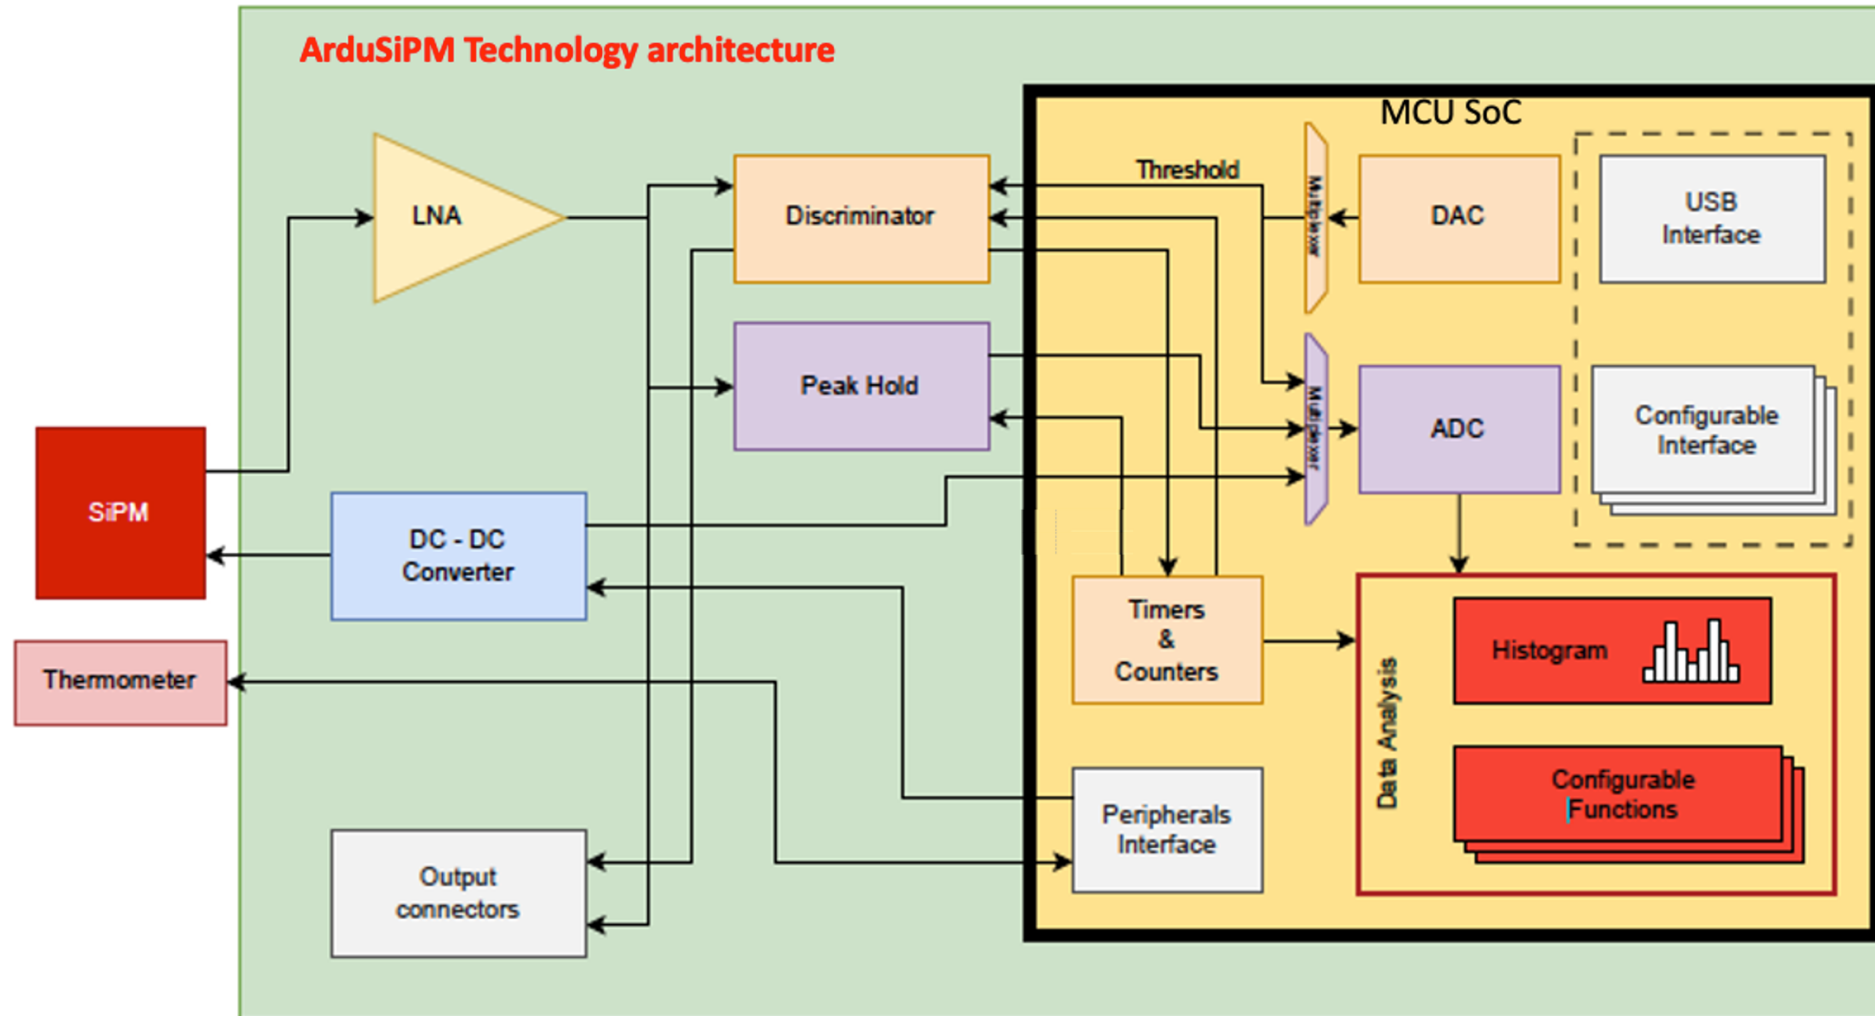 ArduSiPM Technology architecture
MCU SoC
LNA
Discriminator
Threshold
Multiplexer
DAC
USB
Interface
Peak Hold
Multiplexer
ADC
Configurable
Interface
SiPM
DC - DC
Converter
Timers
&
Counters
Histogram
Thermometer
Data Analysis
Configurable
Functions
Peripherals
Interface
Output
connectors